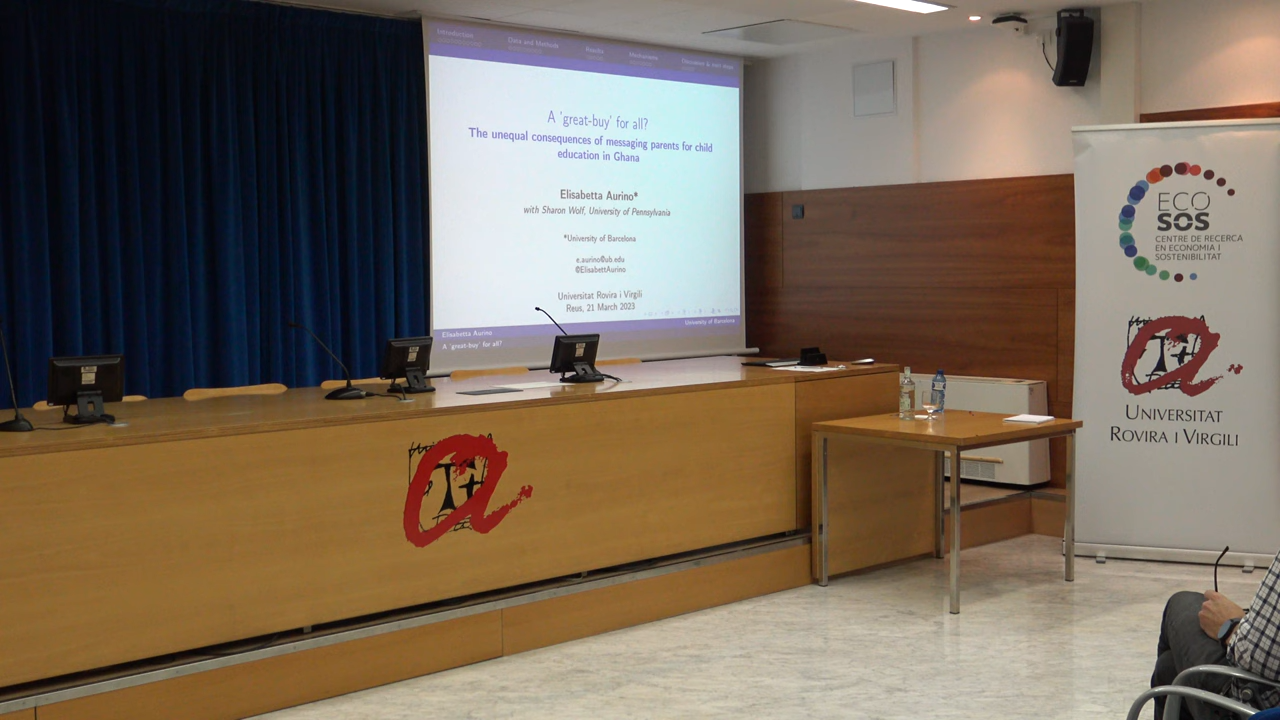 Introduction
Data and Methods
Results
Mechanisms
A 'great-buy' for all?
The unequal consequences of messaging parents for child
education in Ghana
Elisabetta Aurino*
with Sharon Wolf, University of Pennsylvania
*University of Barcelona
e.aurino@ub.edu
@ElisabettAurino
Universitat Rovira i Virgili
Reus, 21 March 2023
Elisabetta Aurino
University of Barcelona
A 'great-buy' for all?
ECO
SOS
CENTRE DE RECERCA
EN ECONOMIA I
SOSTENIBILITAT
UNIVERSITAT
ROVIRA I VIRGILI